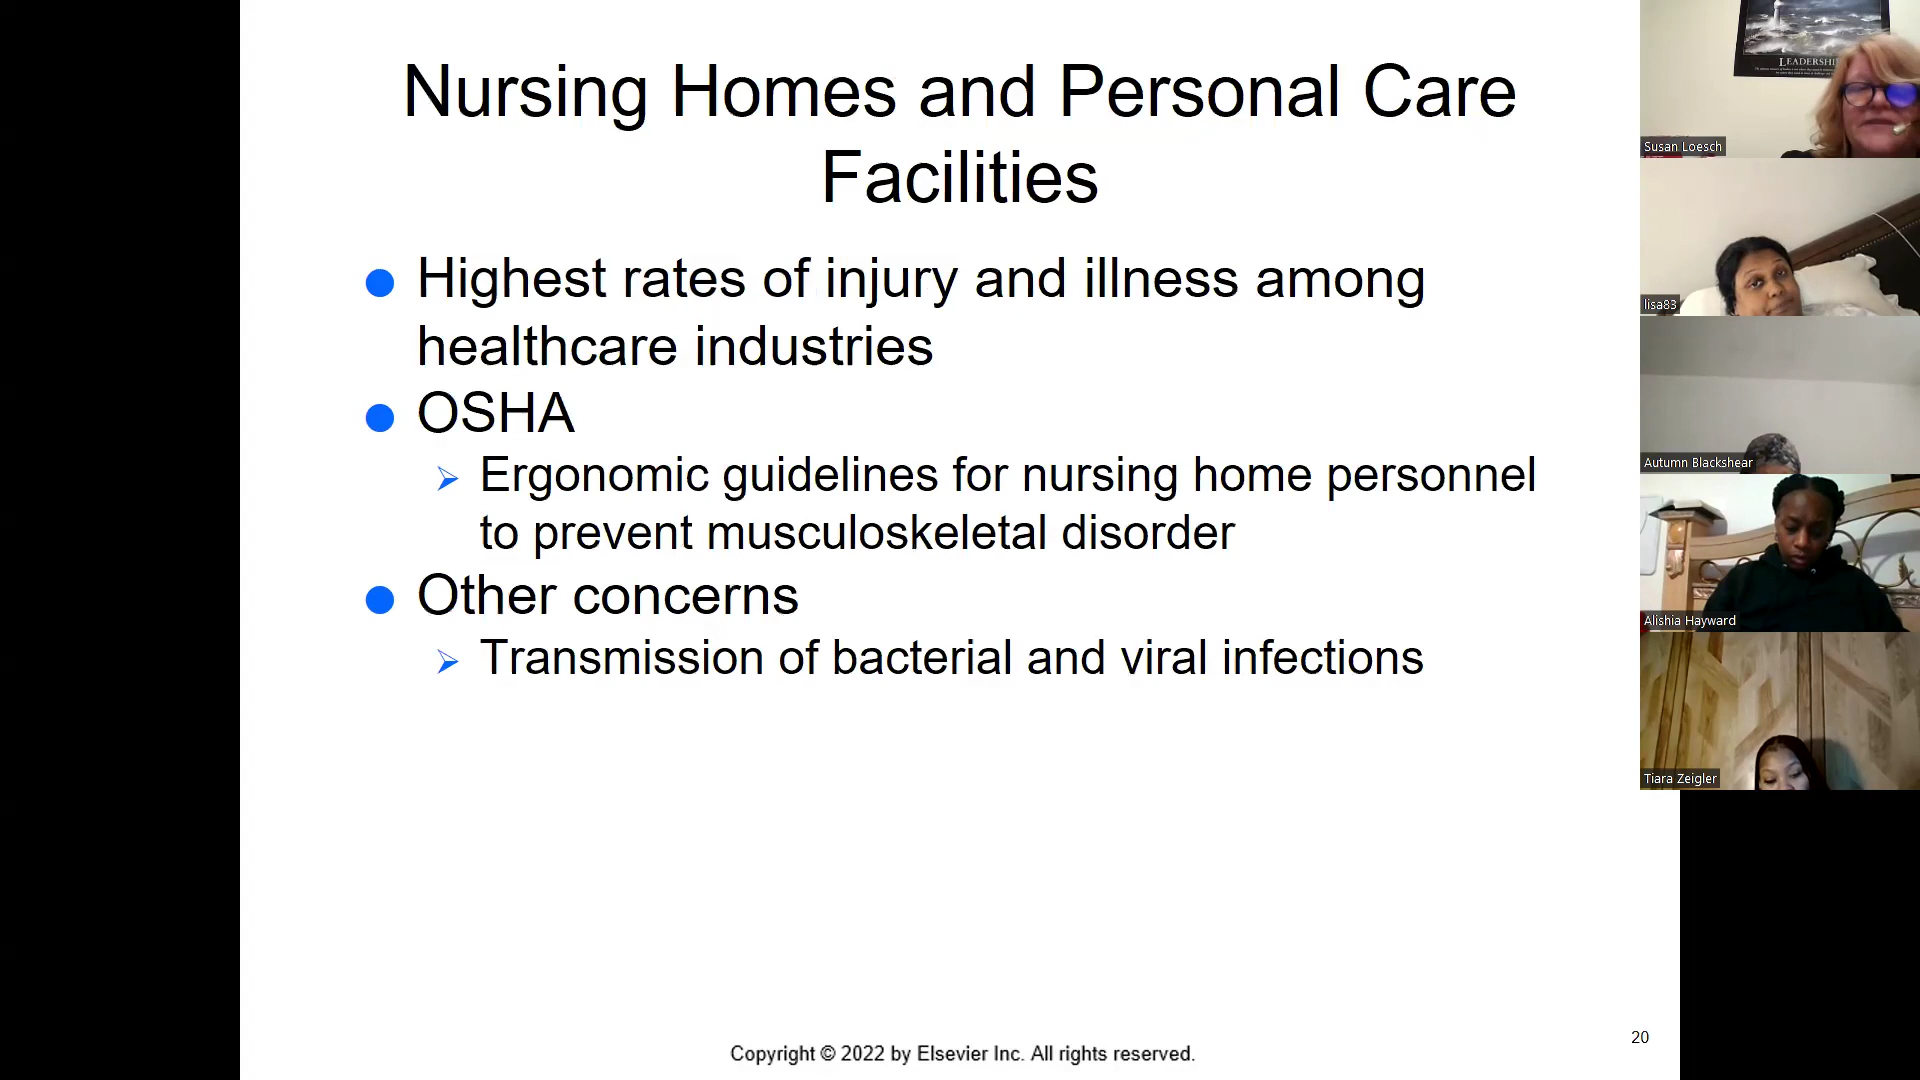 Nursing Homes and Personal Care
Facilities
Highest rates of injury and illness among
healthcare industries
OSHA
Ergonomic guidelines for nursing home personnel
to prevent musculoskeletal disorder
Other concerns
Transmission of bacterial and viral infections
20
Copyright © 2022 by Elsevier Inc. All rights reserved.
LEADERSHI
Susan Loesch
lisa83
Autumn Blackshear
Alishia Hayward
Tiara Zeigler